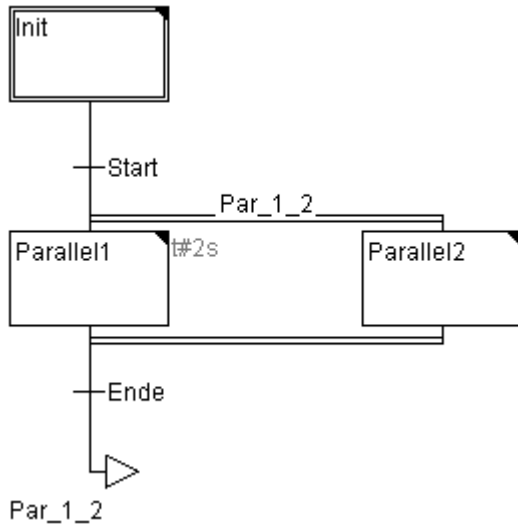 Init
Start
Par_1_2
Parallel1
t#2s
Parallel2
Ende
Par_1_2